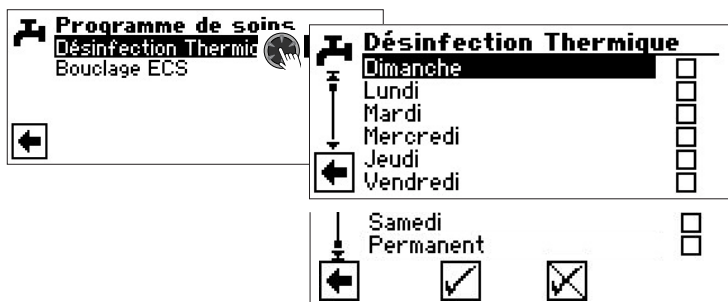 Programme de soins
Désinfection Thermiq
Bouclage ECS
Désinfection Thermique
Dimanche
Lundi
Mardi
Mercredi
Jeudi
Vendredi
Samedi
Permanent